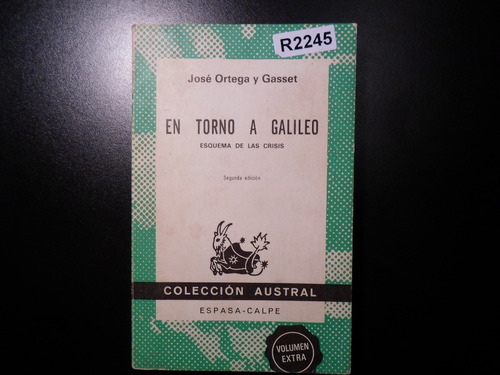 R2245
José Ortega y Gasset
EN TORNO A GALILEO
ESQUEMA DE LAS CRISIS
Segunda edición
COLECCIÓN AUSTRAL
ESPASA-CALPE
VOLUMEN
EXTRA